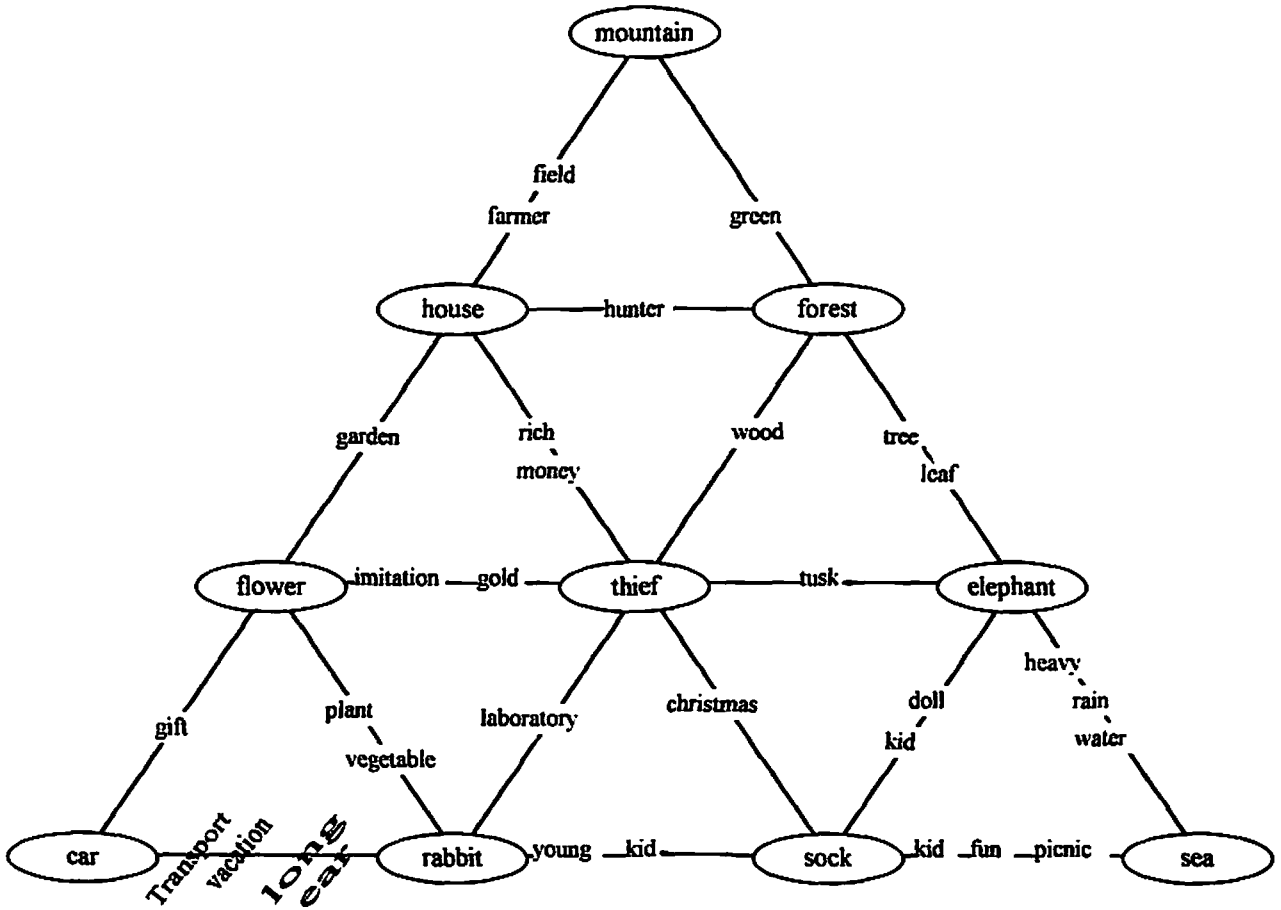 mountain
field
farmer green
house hunter forest
garden rich wood tree
money leaf
flower imitation gold thief tusk elephant
heavy
gift plant laboratory christmas doll rain
vegetable kid water
car Transport vacation long ear rabbit young kid sock kid fun picnic sea